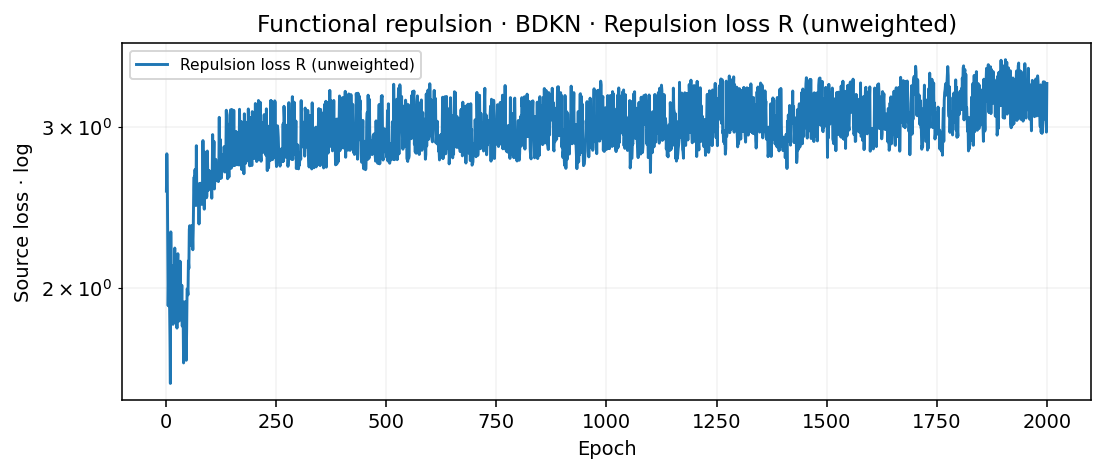 Functional repulsion · BDKN · Repulsion loss R (unweighted)
Repulsion loss R (unweighted)
Source loss · log
3 × 10⁰
2 × 10⁰
0 250 500 750 1000 1250 1500 1750 2000
Epoch